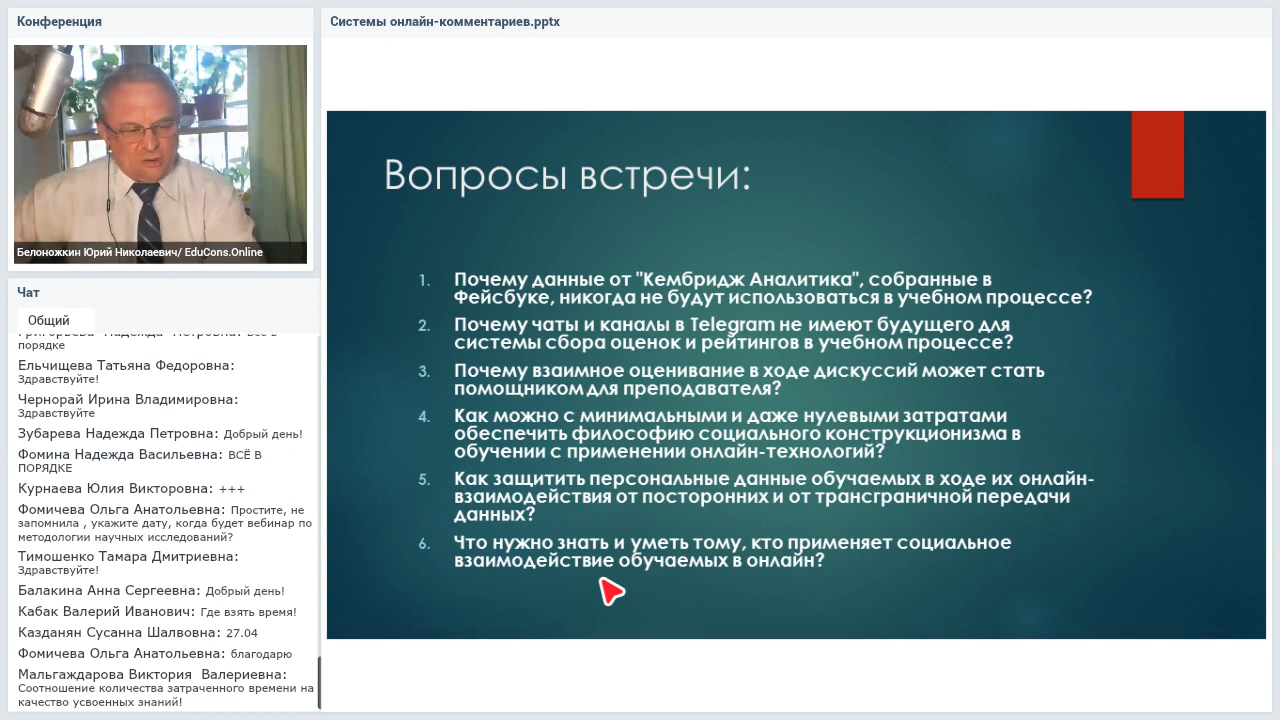 Конференция
Системы онлайн-комментариев.pptx
Белоножкин Юрий Николаевич/ EduCons.Online
Вопросы встречи:
1. Почему данные от "Кембридж Аналитика", собранные в
Фейсбуке, никогда не будут использоваться в учебном процессе?
2. Почему чаты и каналы в Telegram не имеют будущего для
системы сбора оценок и рейтингов в учебном процессе?
3. Почему взаимное оценивание в ходе дискуссий может стать
помощником для преподавателя?
4. Как можно с минимальными и даже нулевыми затратами
обеспечить философию социального конструкционизма в
обучении с применении онлайн-технологий?
5. Как защитить персональные данные обучаемых в ходе их онлайн-
взаимодействия от посторонних и от трансграничной передачи
данных?
6. Что нужно знать и уметь тому, кто применяет социальное
взаимодействие обучаемых в онлайн?
Чат
Общий
порядке
Ельчищева Татьяна Федоровна:
Здравствуйте!
Чернорай Ирина Владимировна:
Здравствуйте
Зубарева Надежда Петровна: Добрый день!
Фомина Надежда Васильевна: ВСЁ В
ПОРЯДКЕ
Курнаева Юлия Викторовна: +++
Фомичева Ольга Анатольевна: Простите, не
запомнила , укажите дату, когда будет вебинар по
методологии научных исследований?
Тимошенко Тамара Дмитриевна:
Здравствуйте!
Балакина Анна Сергеевна: Добрый день!
Кабак Валерий Иванович: Где взять время!
Казданян Сусанна Шалвовна: 27.04
Фомичева Ольга Анатольевна: благодарю
Мальгаждарова Виктория Валериевна:
Соотношение количества затраченного времени на
качество усвоенных знаний!